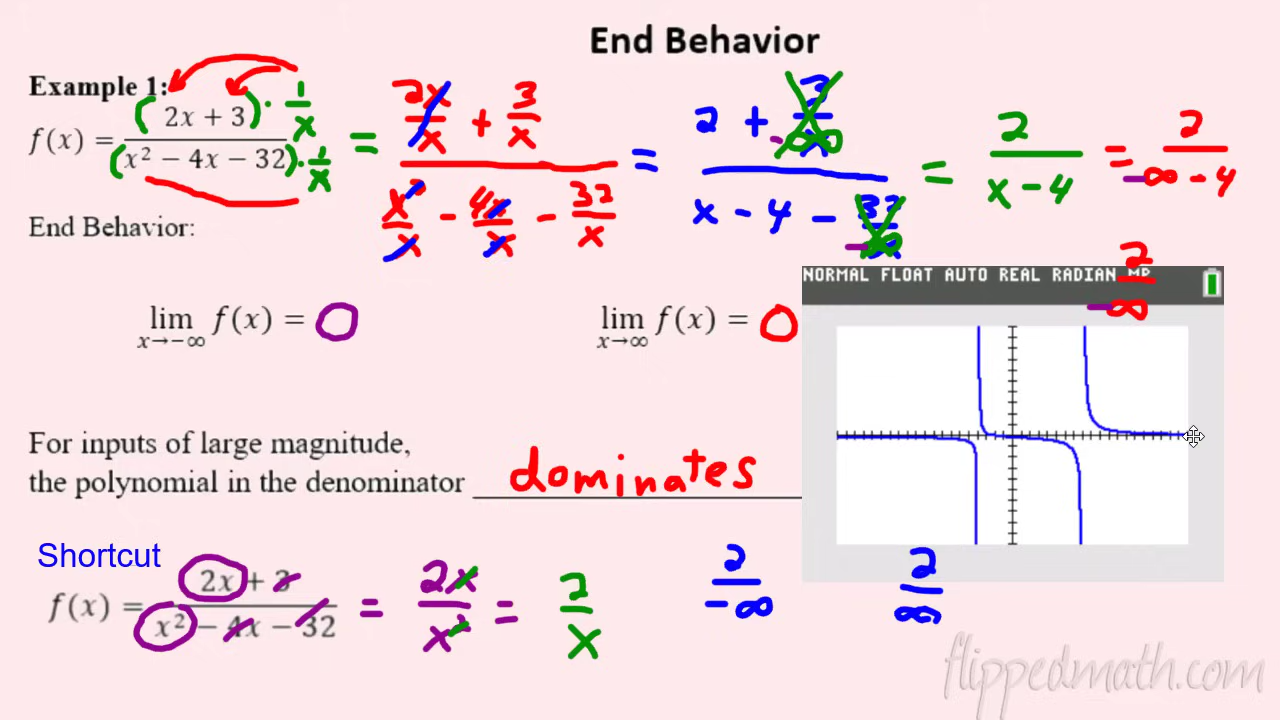 End Behavior
Example 1:
f(x) = (2x + 3) · 1/x / (x² − 4x − 32) · 1/x = (2x/x + 3/x) / (x²/x − 4x/x − 32/x) = (2 + 3/-∞) / (x − 4 − 32/-∞) = 2/(x − 4) = 2/(-∞ − 4)
2/-∞
End Behavior:
lim x→−∞ f(x) = 0
lim x→∞ f(x) = 0
NORMAL FLOAT AUTO REAL RADIAN MP
For inputs of large magnitude,
the polynomial in the denominator dominates
Shortcut
f(x) = (2x + 3)/(x² − 4x − 32) = 2x/x² = 2/x
2/−∞
2/∞
flippedmath.com